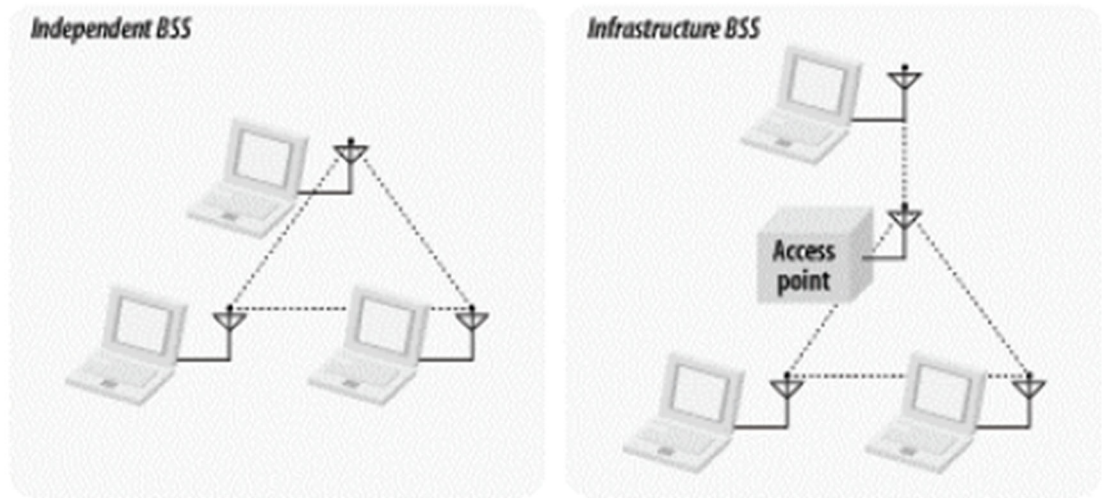 Independent BSS
Infrastructure BSS
Access
point